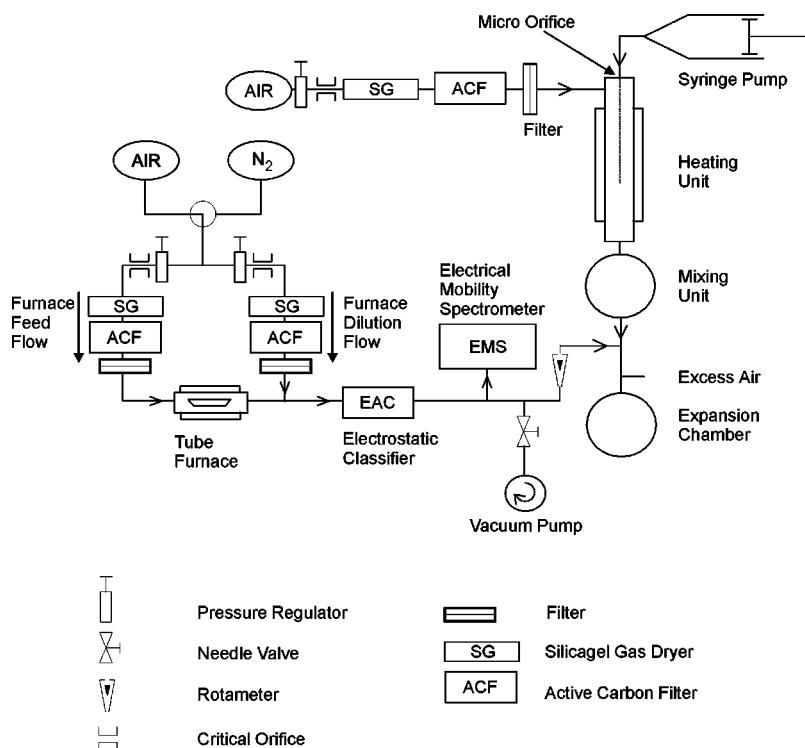 Micro Orifice
Syringe Pump
AIR
SG
ACF
Filter
Heating
Unit
AIR
N2
Mixing
Unit
Furnace
Feed
Flow
SG
ACF
SG
ACF
Furnace
Dilution
Flow
Electrical
Mobility
Spectrometer
EMS
Excess Air
Expansion
Chamber
Tube
Furnace
EAC
Electrostatic
Classifier
Vacuum Pump
Pressure Regulator
Needle Valve
Rotameter
Critical Orifice
Filter
SG
Silicagel Gas Dryer
ACF
Active Carbon Filter